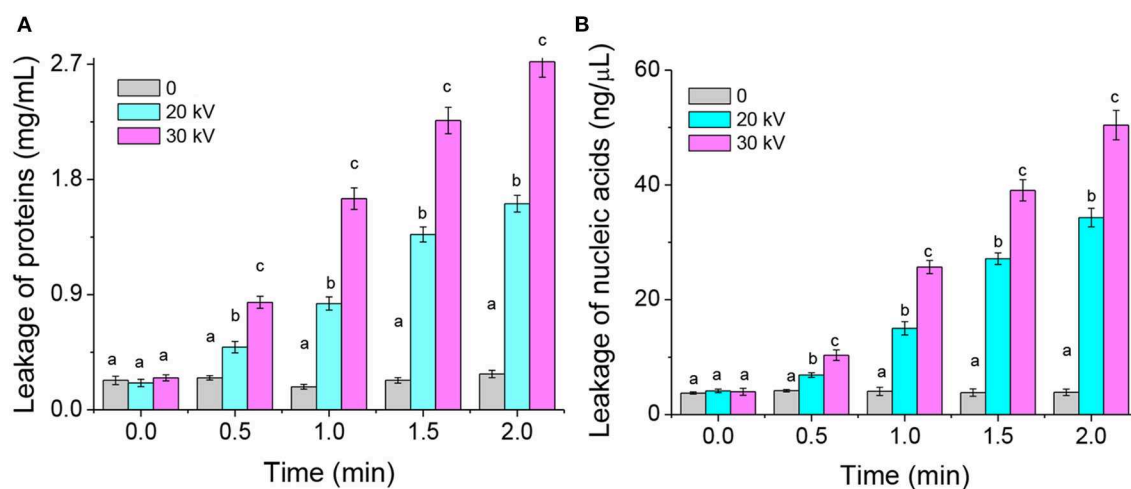 A
Leakage of proteins (mg/mL)
2.7
1.8
0.9
0.0
0
20 kV
30 kV
a a a
a b c
a b c
a b c
a b c
0.0 0.5 1.0 1.5 2.0
Time (min)
B
Leakage of nucleic acids (ng/μL)
60
40
20
0
0
20 kV
30 kV
a a a
a b c
a b c
a b c
a b c
0.0 0.5 1.0 1.5 2.0
Time (min)